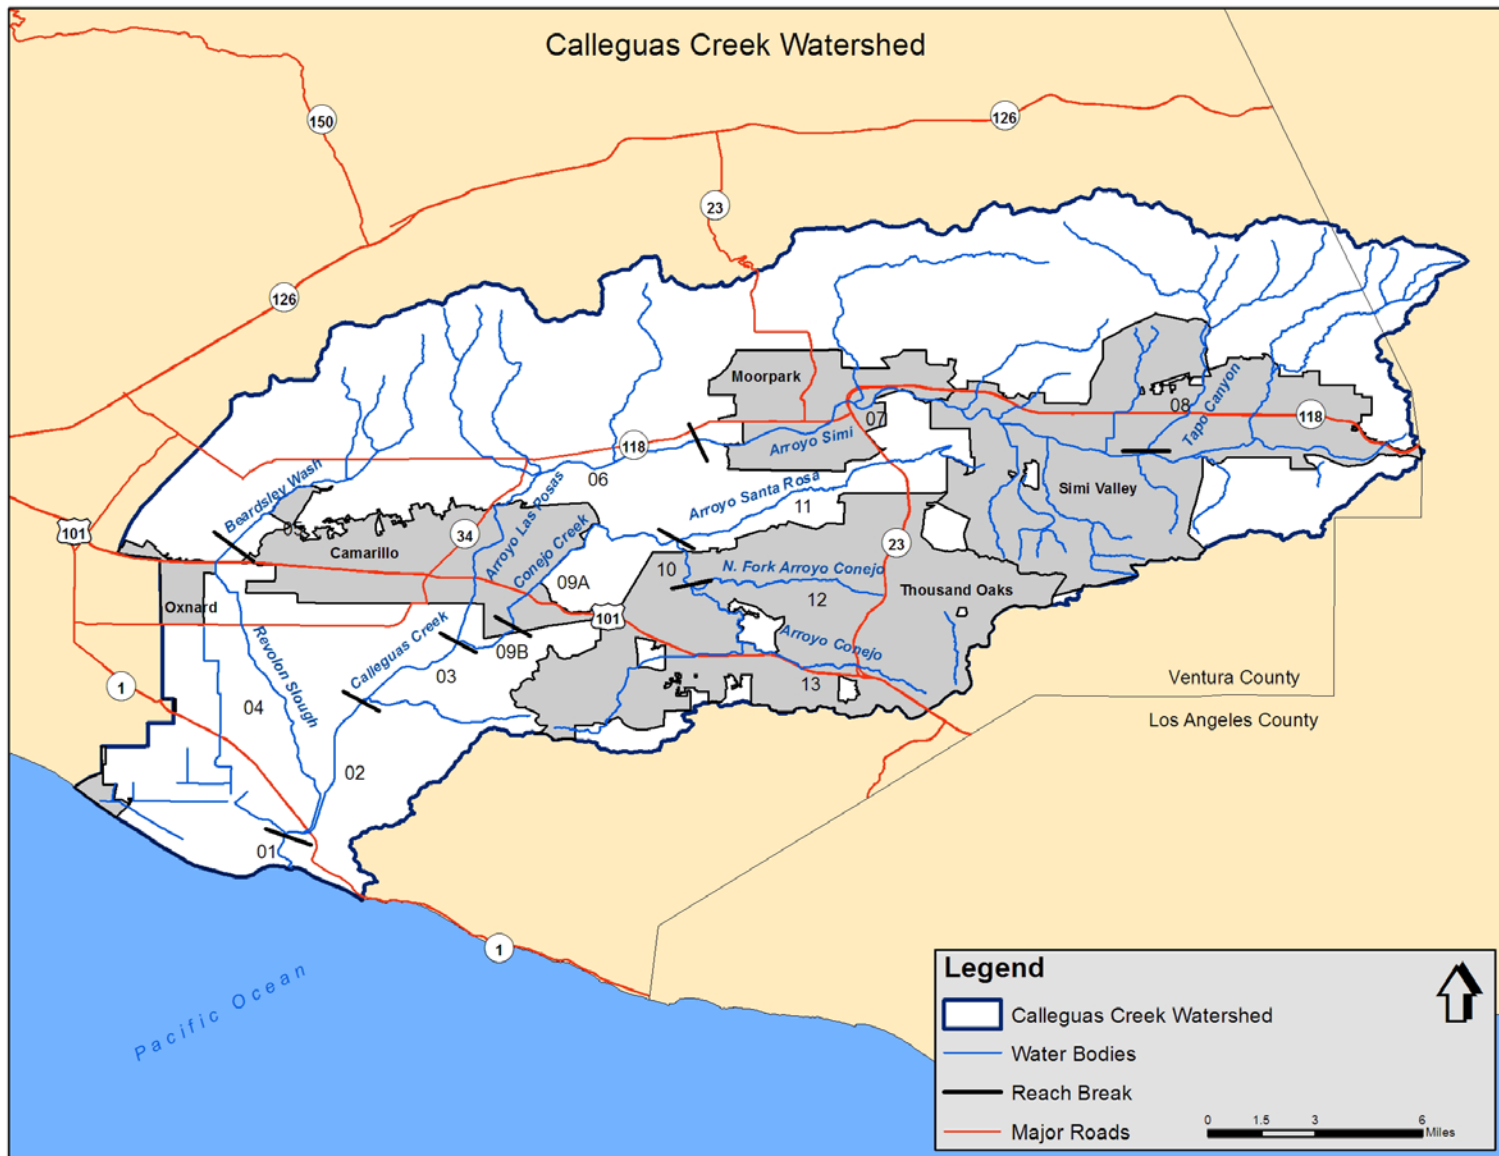 Calleguas Creek Watershed
150
126
23
126
Moorpark
07
08
Tapo Canyon
118
118
Arroyo Simi
06
Simi Valley
Beardsley Wash
Arroyo Las Posas
Arroyo Santa Rosa
11
05
101
34
Camarillo
Conejo Creek
23
09A
10
N. Fork Arroyo Conejo
Thousand Oaks
12
Oxnard
101
Arroyo Conejo
Revolon Slough
Calleguas Creek
09B
03
13
Ventura County
1
04
Los Angeles County
02
01
1
Pacific Ocean
Legend
Calleguas Creek Watershed
Water Bodies
Reach Break
Major Roads
0 1.5 3 6
Miles